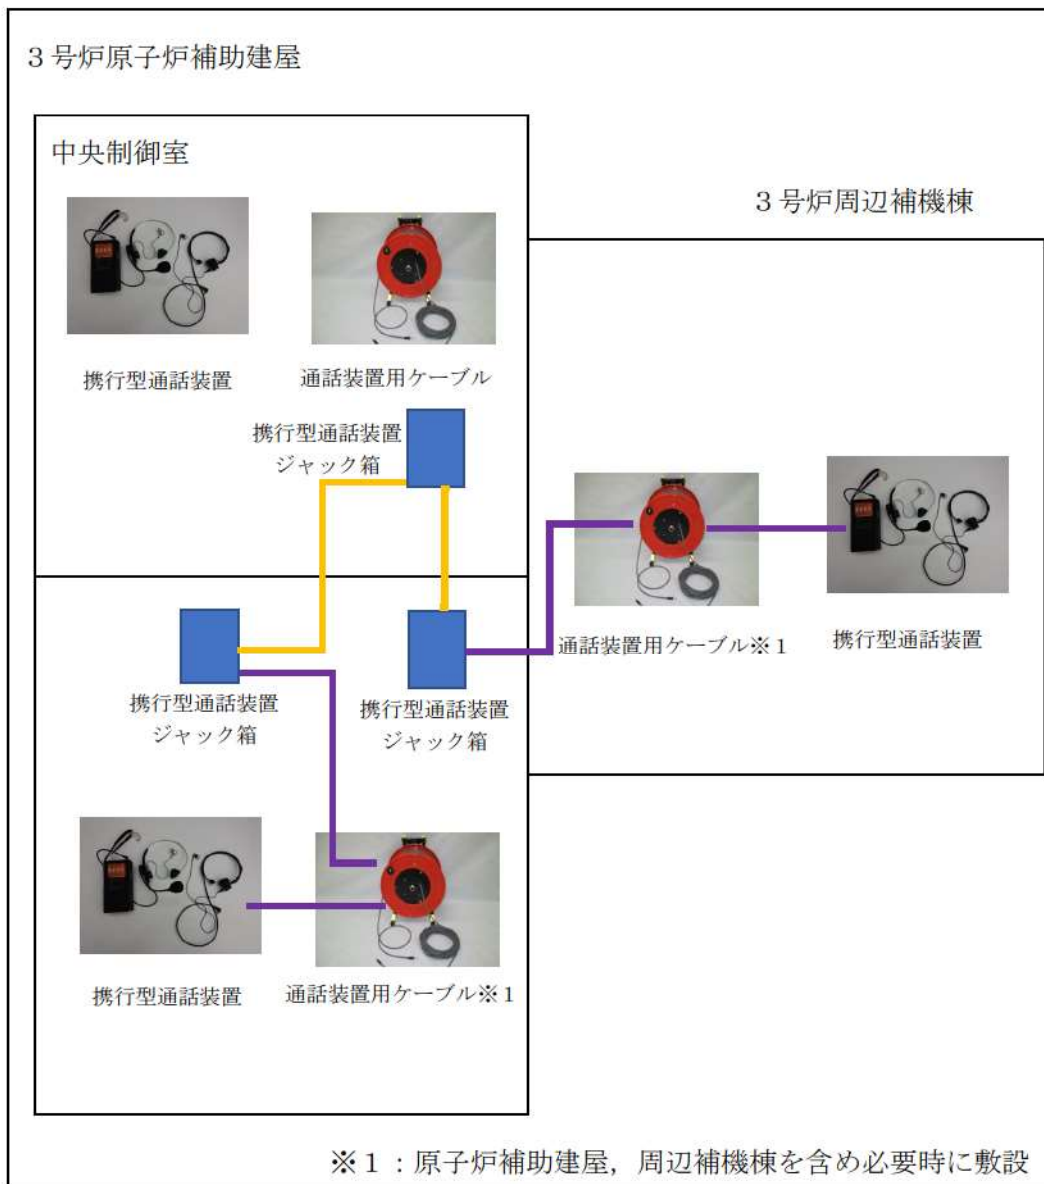 ３号炉原子炉補助建屋
中央制御室
携行型通話装置
通話装置用ケーブル
携行型通話装置
ジャック箱
３号炉周辺補機棟
通話装置用ケーブル※１
携行型通話装置
携行型通話装置
ジャック箱
携行型通話装置
ジャック箱
携行型通話装置
通話装置用ケーブル※１
※１：原子炉補助建屋，周辺補機棟を含め必要時に敷設